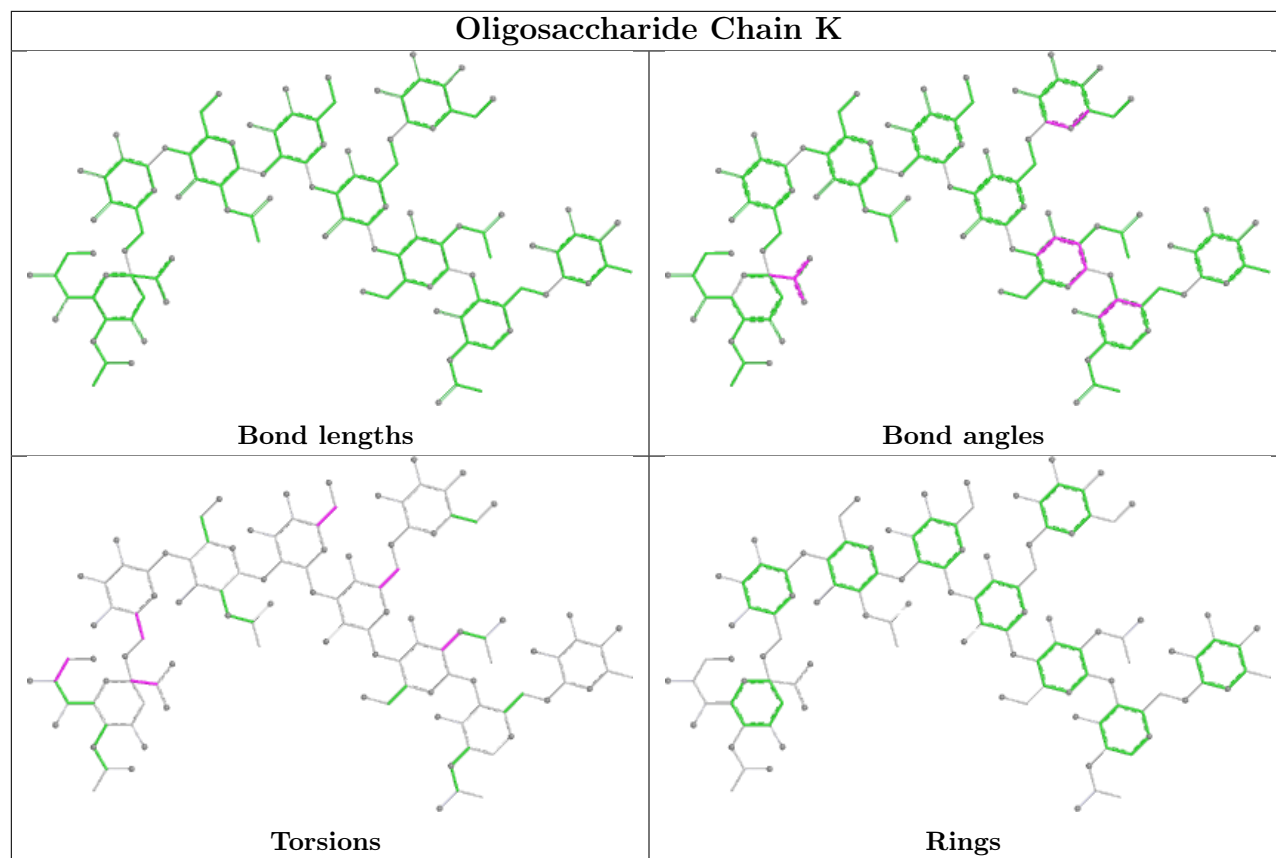 Oligosaccharide Chain K
Bond lengths
Bond angles
Torsions
Rings